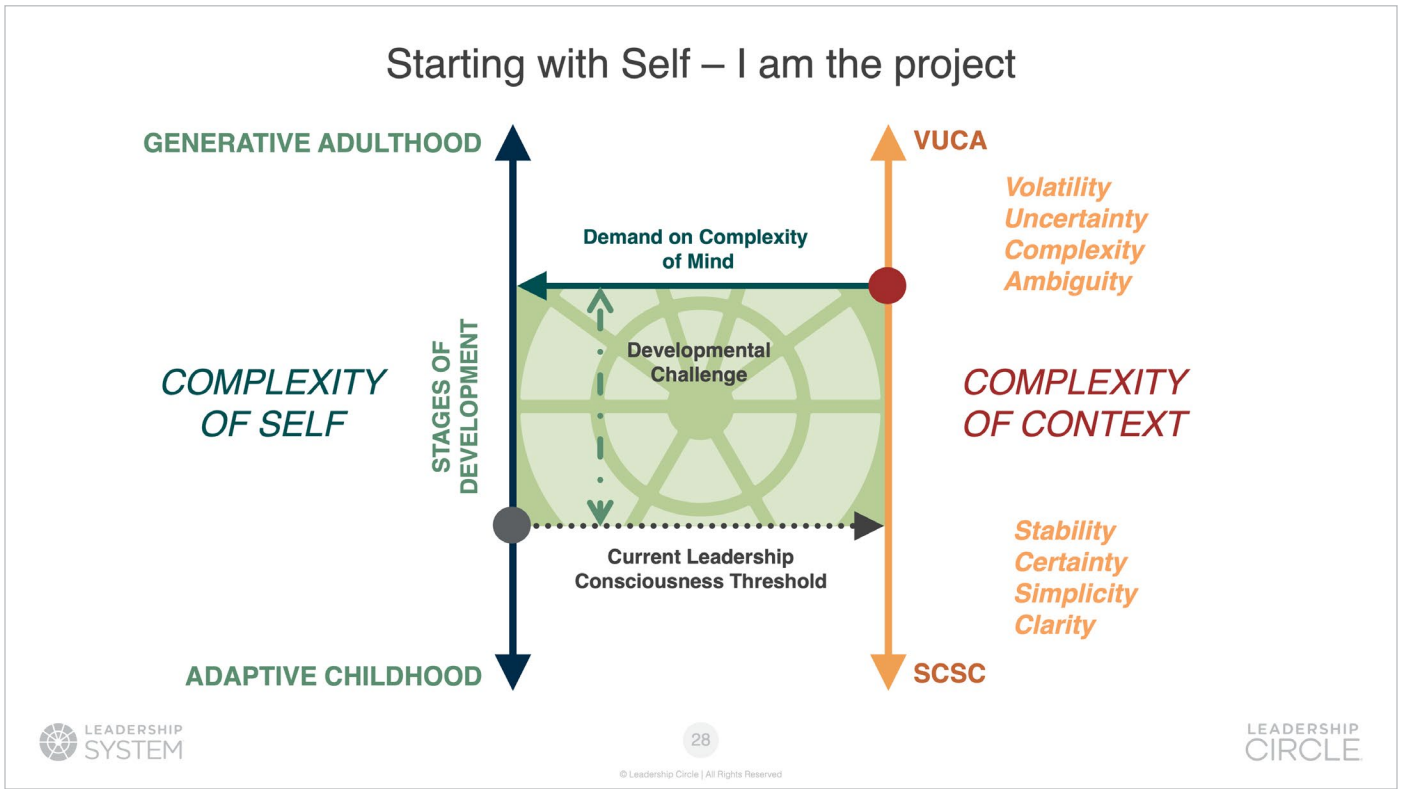 Starting with Self – I am the project
GENERATIVE ADULTHOOD
VUCA
Volatility
Uncertainty
Complexity
Ambiguity
Demand on Complexity
of Mind
STAGES OF
DEVELOPMENT
Developmental
Challenge
COMPLEXITY
OF SELF
COMPLEXITY
OF CONTEXT
Current Leadership
Consciousness Threshold
Stability
Certainty
Simplicity
Clarity
ADAPTIVE CHILDHOOD
SCSC
LEADERSHIP
SYSTEM
28
LEADERSHIP
CIRCLE
© Leadership Circle | All Rights Reserved